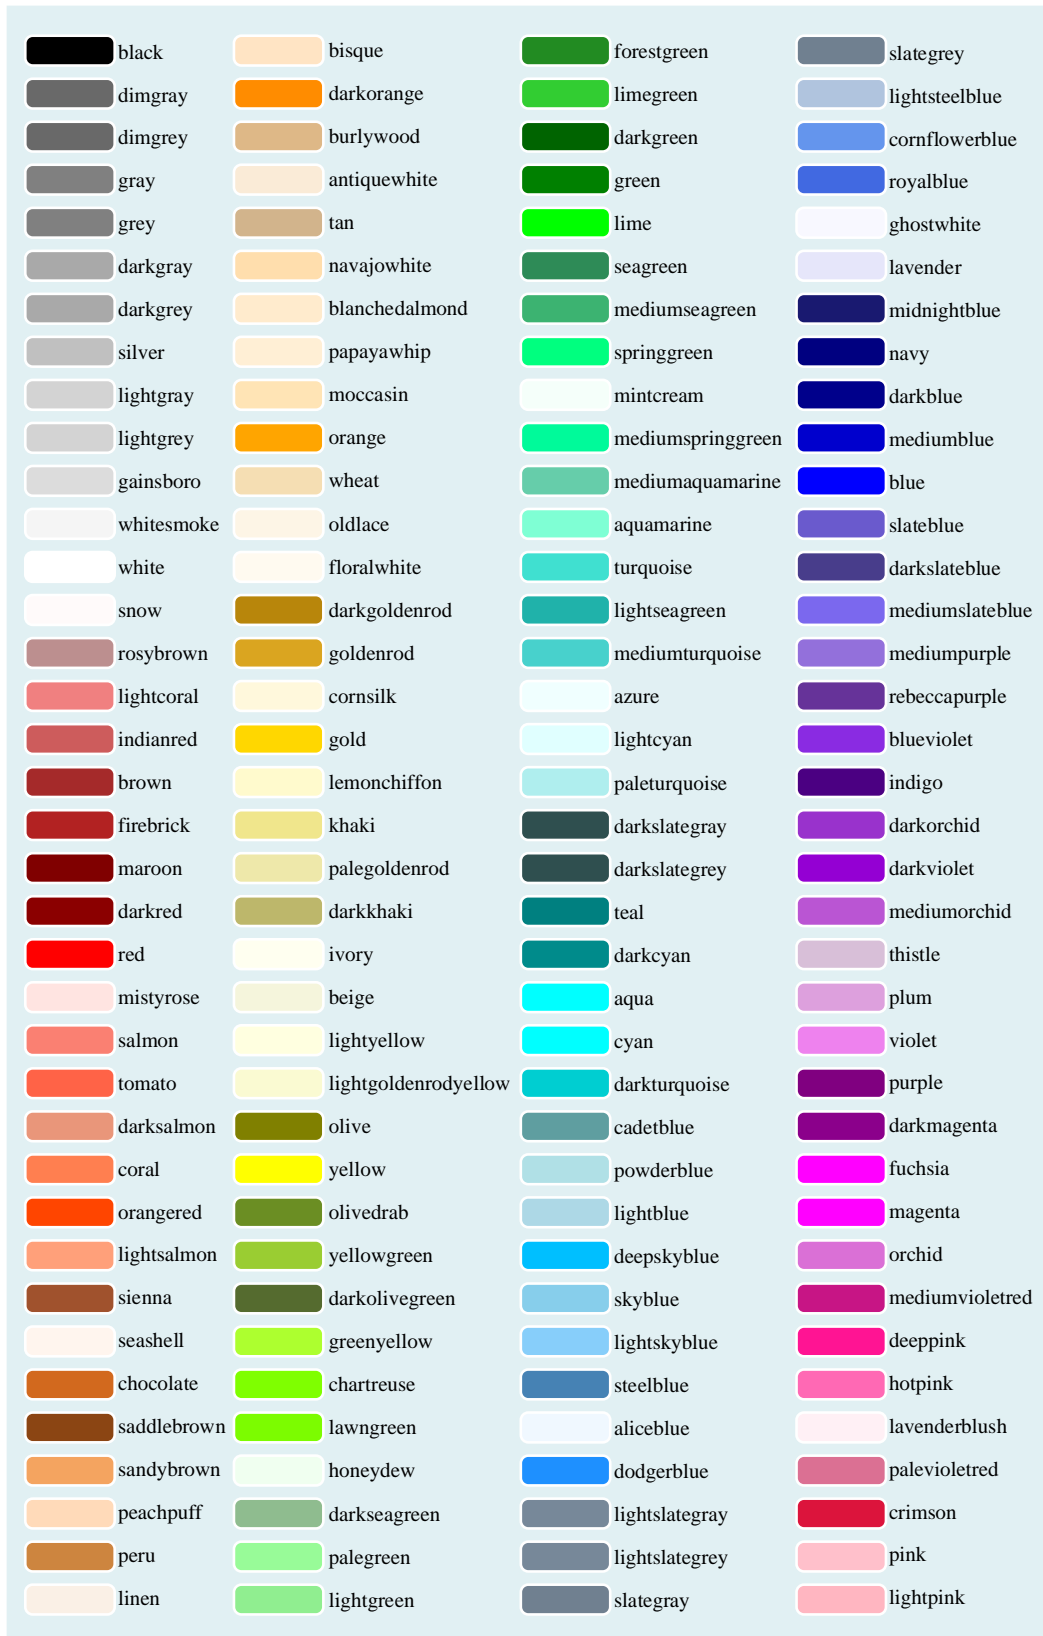 black
dimgray
dimgrey
gray
grey
darkgray
darkgrey
silver
lightgray
lightgrey
gainsboro
whitesmoke
white
snow
rosybrown
lightcoral
indianred
brown
firebrick
maroon
darkred
red
mistyrose
salmon
tomato
darksalmon
coral
orangered
lightsalmon
sienna
seashell
chocolate
saddlebrown
sandybrown
peachpuff
peru
linen
bisque
darkorange
burlywood
antiquewhite
tan
navajowhite
blanchedalmond
papayawhip
moccasin
orange
wheat
oldlace
floralwhite
darkgoldenrod
goldenrod
cornsilk
gold
lemonchiffon
khaki
palegoldenrod
darkkhaki
ivory
beige
lightyellow
lightgoldenrodyellow
olive
yellow
olivedrab
yellowgreen
darkolivegreen
greenyellow
chartreuse
lawngreen
honeydew
darkseagreen
palegreen
lightgreen
forestgreen
limegreen
darkgreen
green
lime
seagreen
mediumseagreen
springgreen
mintcream
mediumspringgreen
mediumaquamarine
aquamarine
turquoise
lightseagreen
mediumturquoise
azure
lightcyan
paleturquoise
darkslategray
darkslategrey
teal
darkcyan
aqua
cyan
darkturquoise
cadetblue
powderblue
lightblue
deepskyblue
skyblue
lightskyblue
steelblue
aliceblue
dodgerblue
lightslategray
lightslategrey
slategray
slategrey
lightsteelblue
cornflowerblue
royalblue
ghostwhite
lavender
midnightblue
navy
darkblue
mediumblue
blue
slateblue
darkslateblue
mediumslateblue
mediumpurple
rebeccapurple
blueviolet
indigo
darkorchid
darkviolet
mediumorchid
thistle
plum
violet
purple
darkmagenta
fuchsia
magenta
orchid
mediumvioletred
deeppink
hotpink
lavenderblush
palevioletred
crimson
pink
lightpink